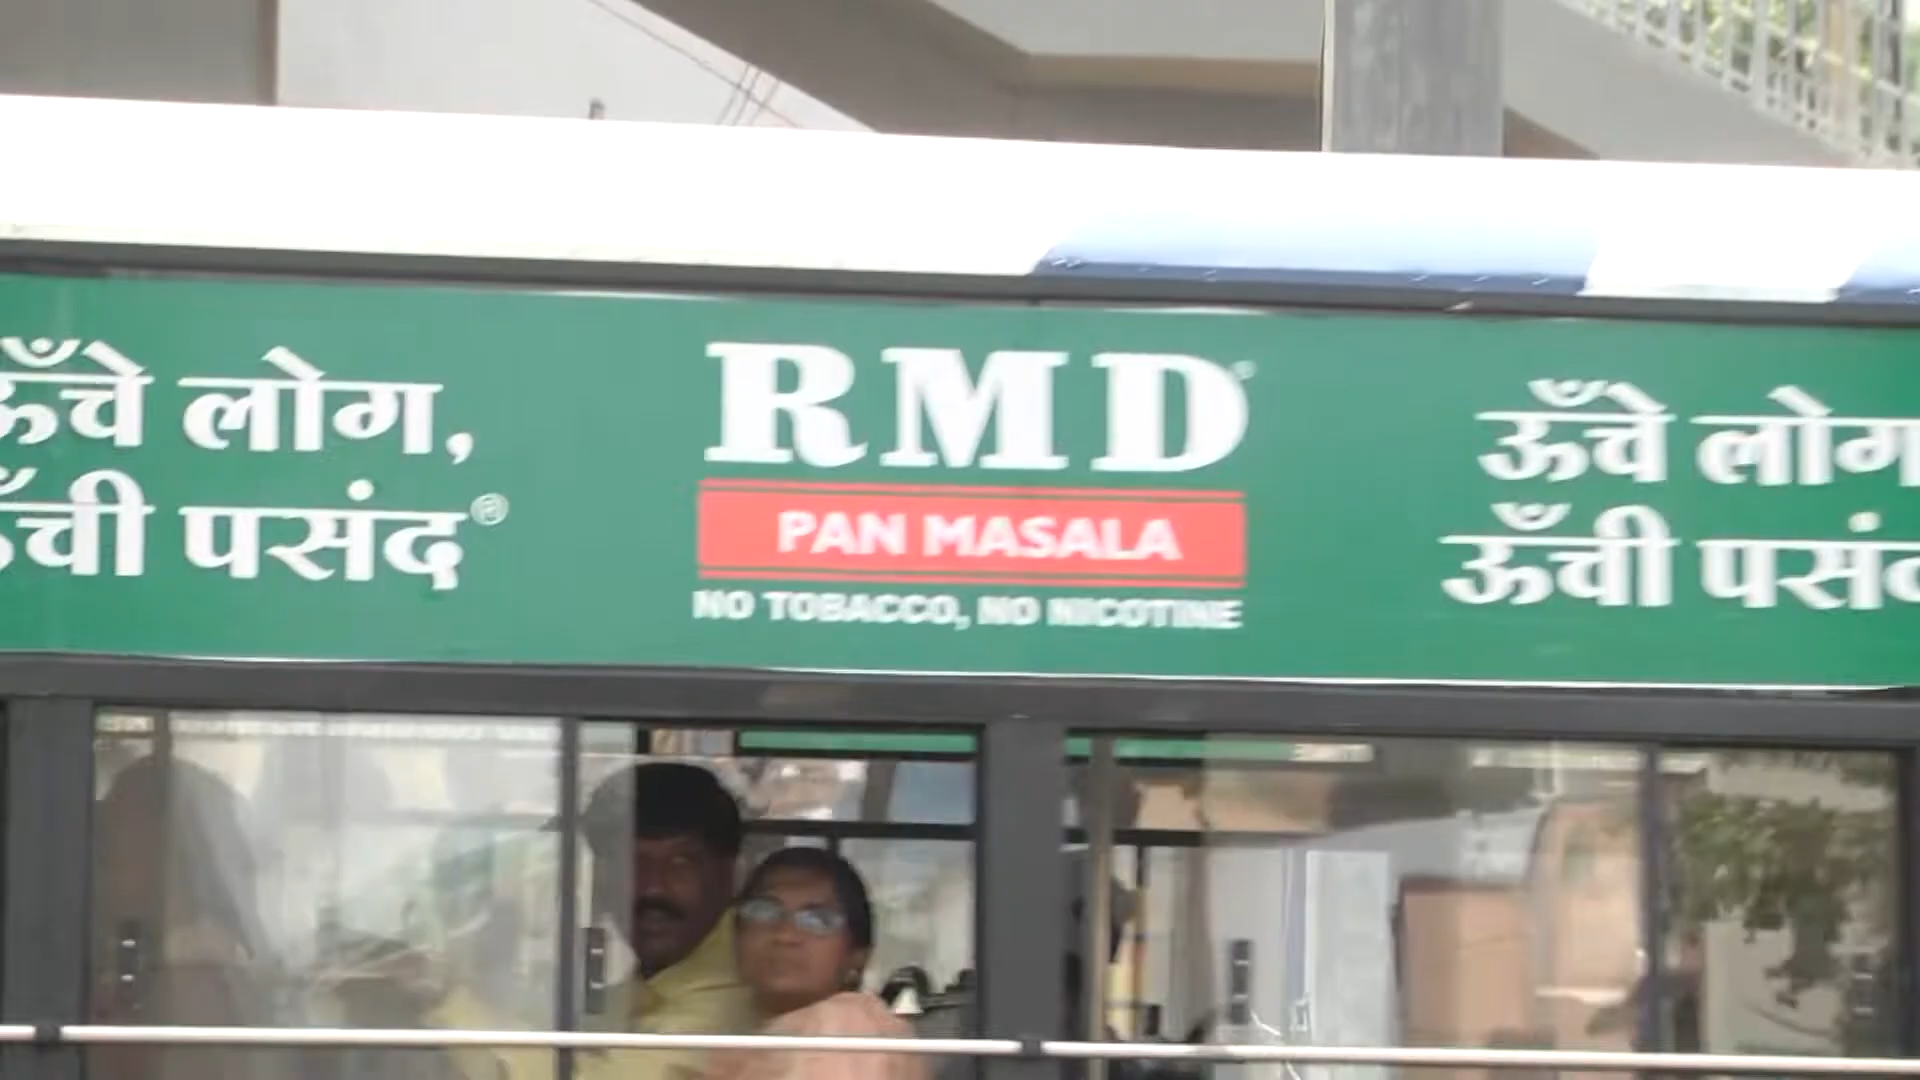 ऊँचे लोग,
ऊँची पसंद®
RMD
PAN MASALA
NO TOBACCO, NO NICOTINE
ऊँचे लोग
ऊँची पसंद